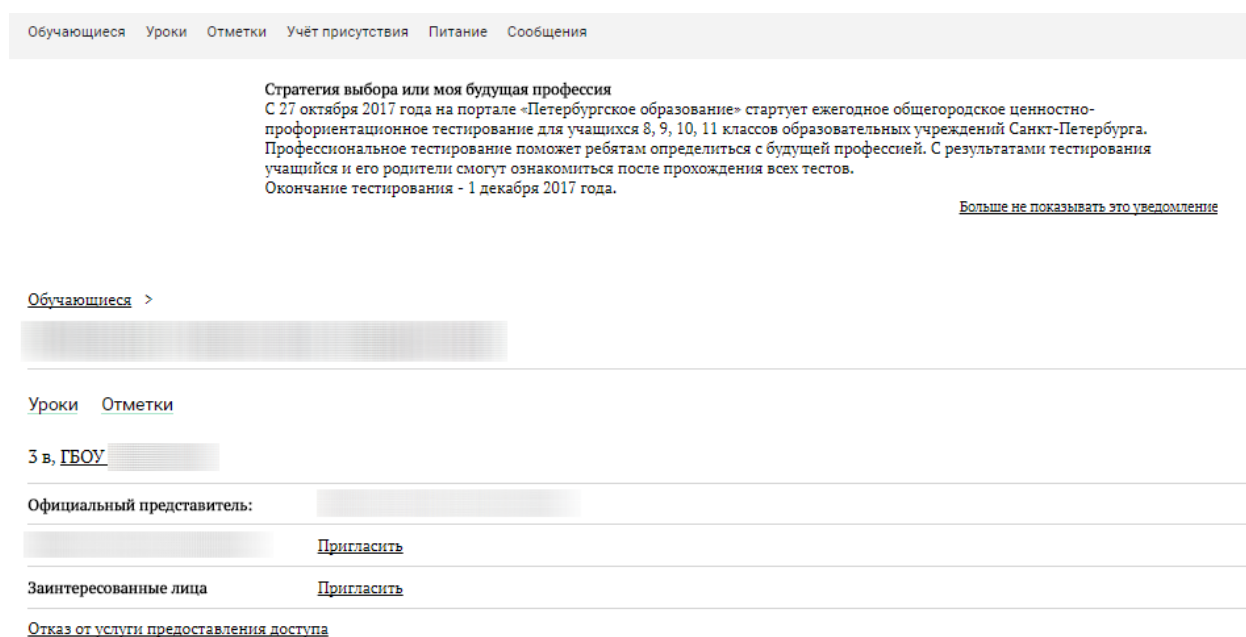 Обучающиеся Уроки Отметки Учёт присутствия Питание Сообщения
Стратегия выбора или моя будущая профессия
С 27 октября 2017 года на портале «Петербургское образование» стартует ежегодное общегородское ценностно-
профориентационное тестирование для учащихся 8, 9, 10, 11 классов образовательных учреждений Санкт-Петербурга.
Профессиональное тестирование поможет ребятам определиться с будущей профессией. С результатами тестирования
учащийся и его родители смогут ознакомиться после прохождения всех тестов.
Окончание тестирования - 1 декабря 2017 года.
Больше не показывать это уведомление
Обучающиеся >
Уроки Отметки
3 в, ГБОУ
Официальный представитель:
Пригласить
Заинтересованные лица Пригласить
Отказ от услуги предоставления доступа